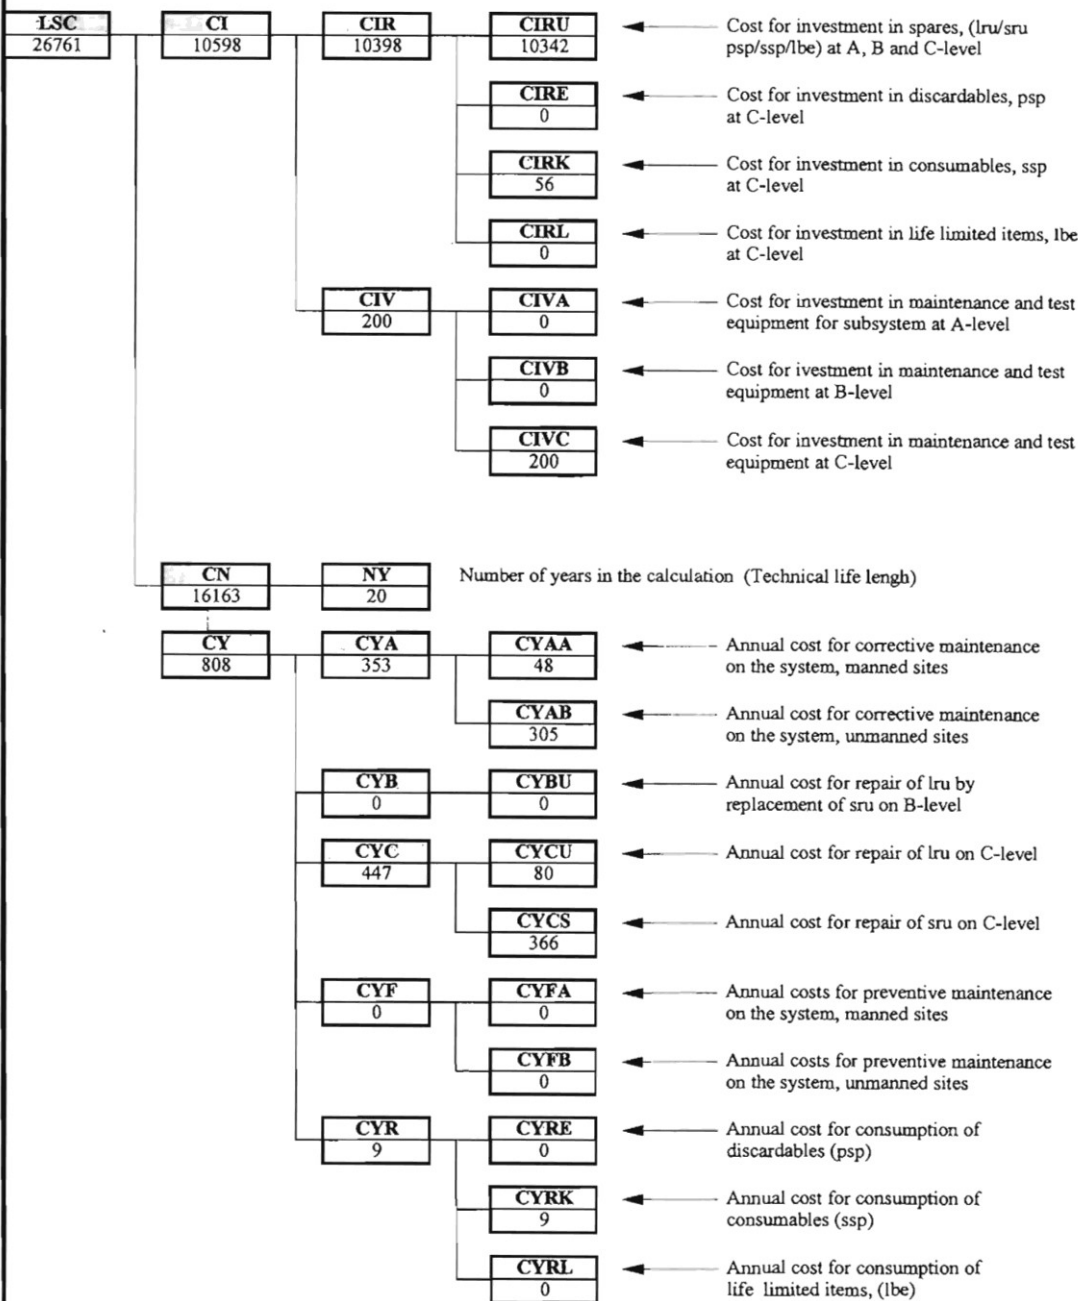 LSC CI CIR CIRU Cost for investment in spares, (lru/sru
26761 10598 10398 10342 psp/ssp/lbe) at A, B and C-level
CIRE Cost for investment in discardables, psp
0 at C-level
CIRK Cost for investment in consumables, ssp
56 at C-level
CIRL Cost for investment in life limited items, lbe
0 at C-level
CIV CIVA Cost for investment in maintenance and test
200 0 equipment for subsystem at A-level
CIVB Cost for ivestment in maintenance and test
0 equipment at B-level
CIVC Cost for investment in maintenance and test
200 equipment at C-level
CN NY Number of years in the calculation (Technical life lengh)
16163 20
CY CYA CYAA Annual cost for corrective maintenance
808 353 48 on the system, manned sites
CYAB Annual cost for corrective maintenance
305 on the system, unmanned sites
CYB CYBU Annual cost for repair of lru by
0 0 replacement of sru on B-level
CYC CYCU Annual cost for repair of lru on C-level
447 80
CYCS Annual cost for repair of sru on C-level
366
CYF CYFA Annual costs for preventive maintenance
0 0 on the system, manned sites
CYFB Annual costs for preventive maintenance
0 on the system, unmanned sites
CYR CYRE Annual cost for consumption of
9 0 discardables (psp)
CYRK Annual cost for consumption of
9 consumables (ssp)
CYRL Annual cost for consumption of
0 life limited items, (lbe)